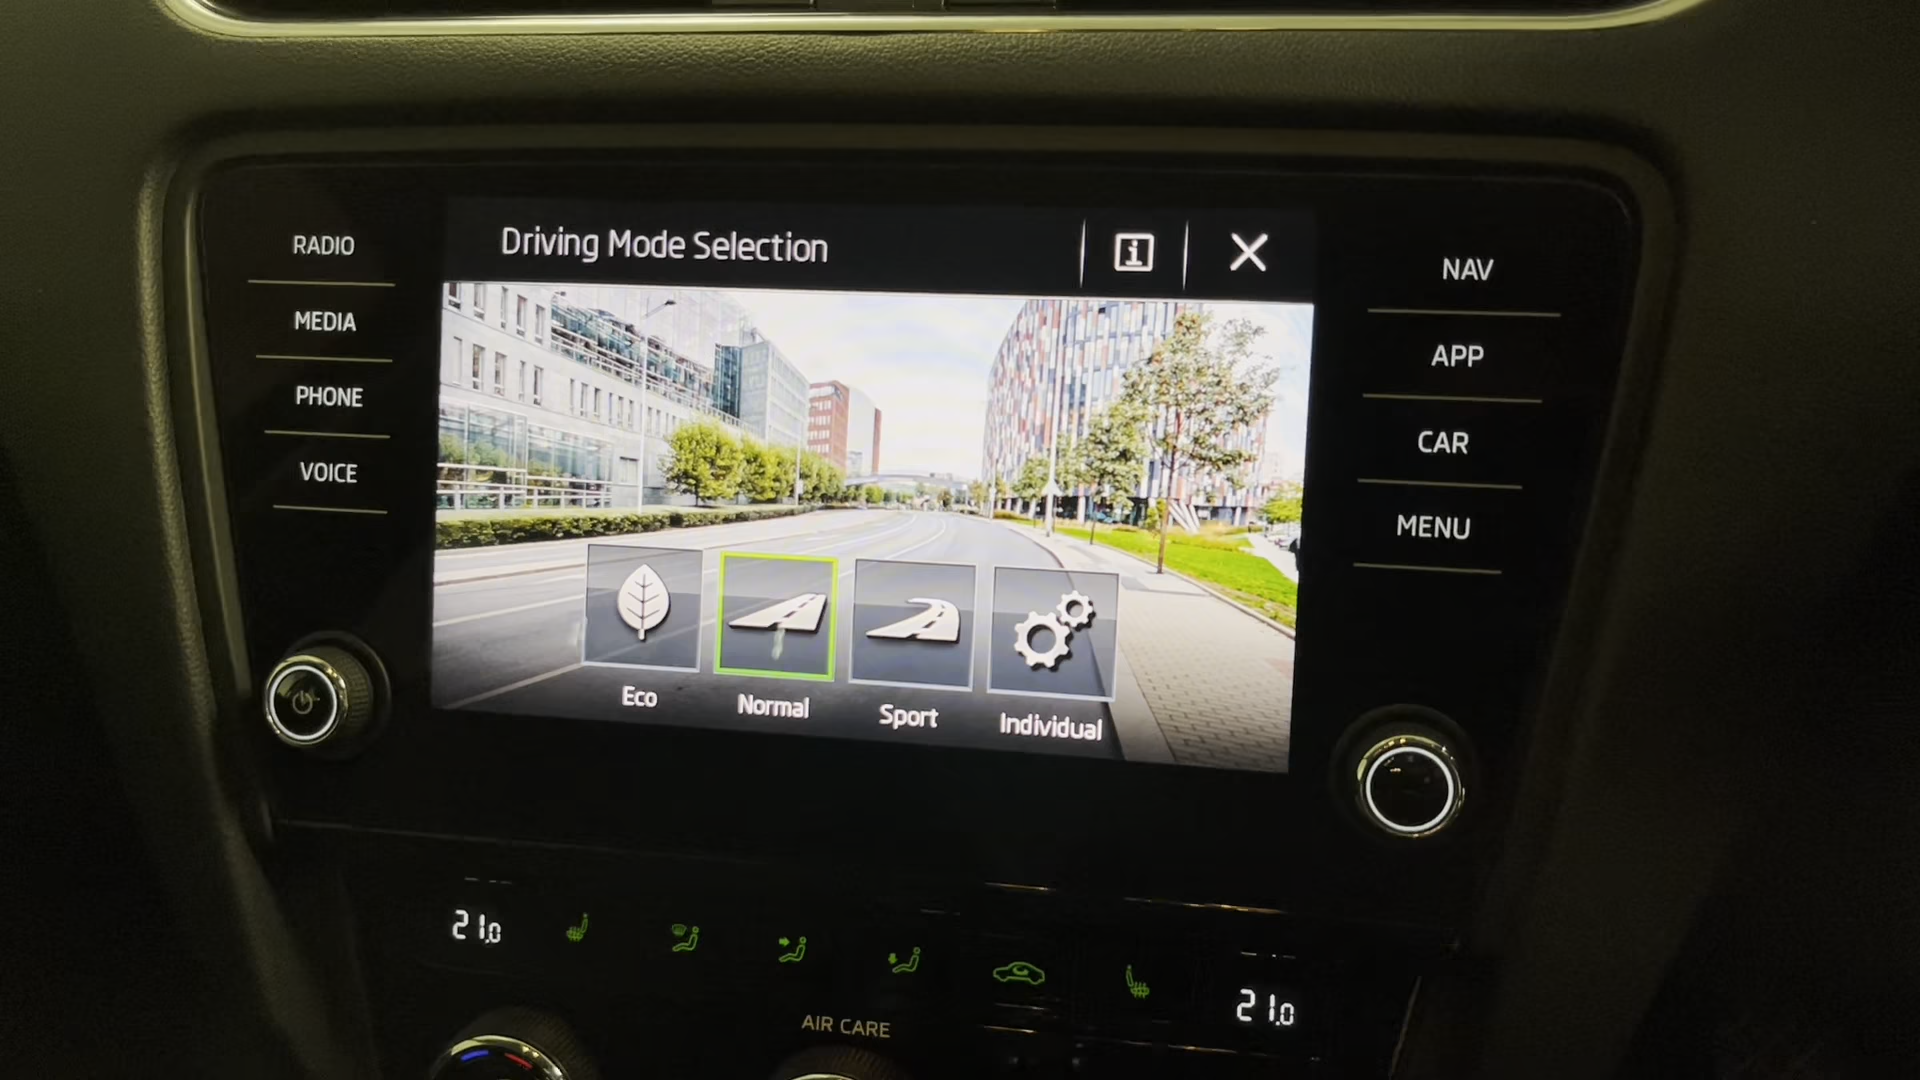 Driving Mode Selection
RADIO
MEDIA
PHONE
VOICE
NAV
APP
CAR
MENU
Eco
Normal
Sport
Individual
21.0
21.0
AIR CARE